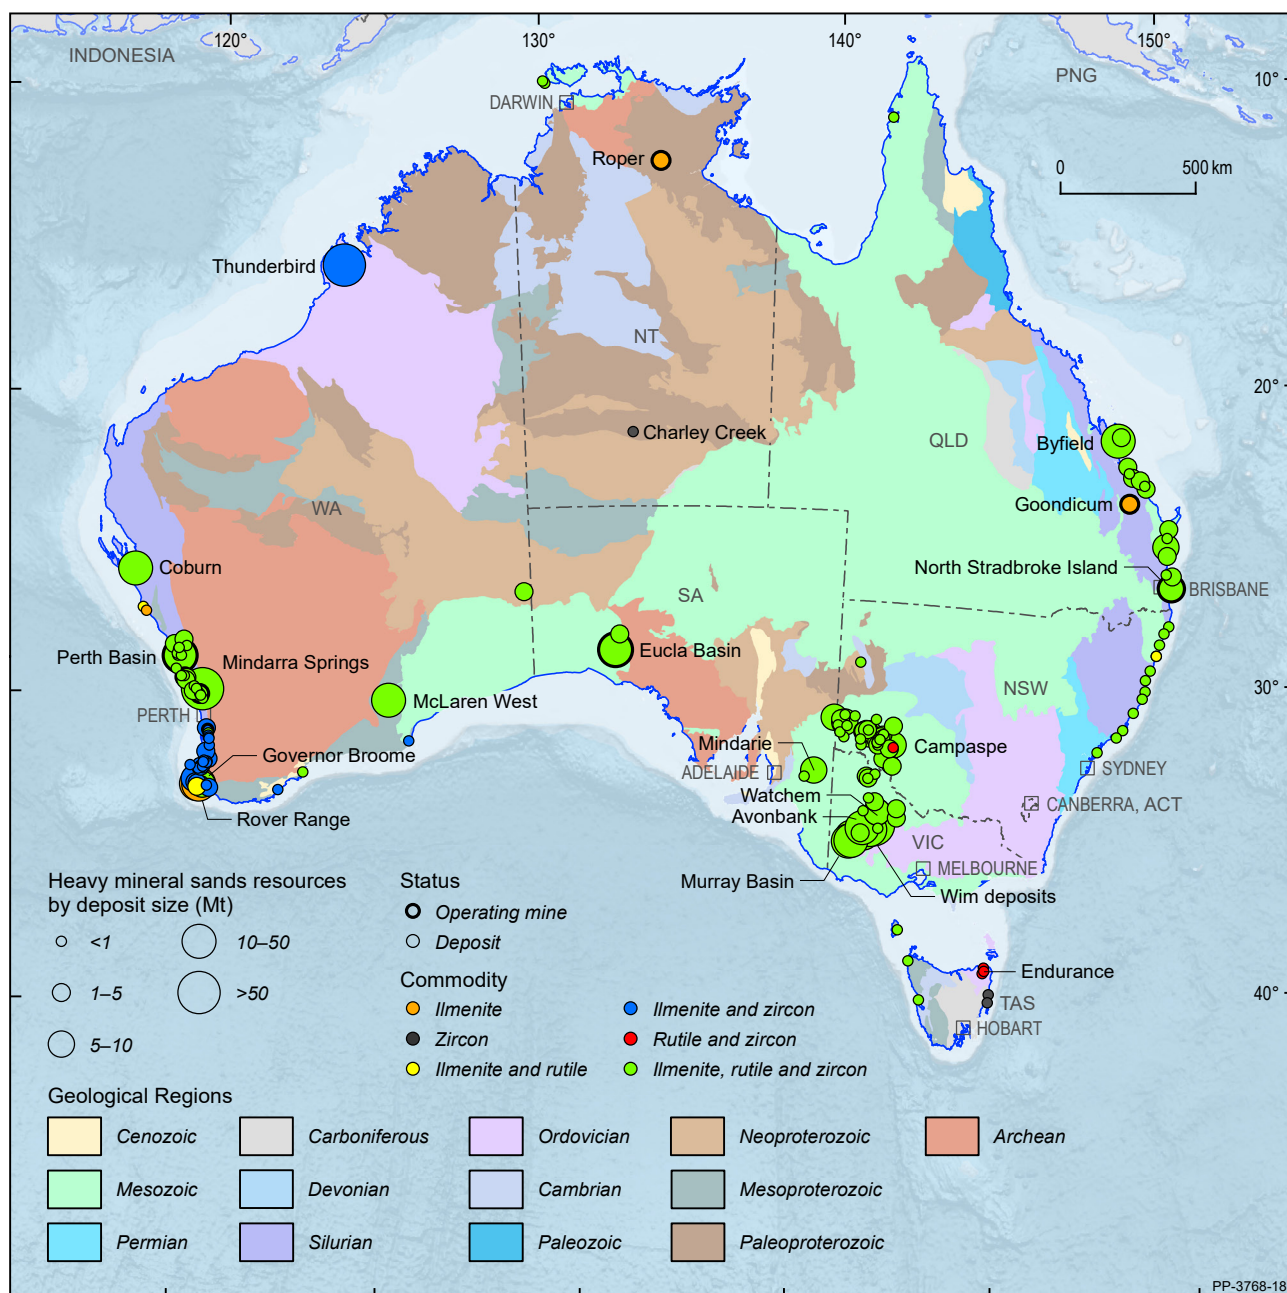 120°
130°
140°
150°
INDONESIA
PNG
10°
DARWIN
Roper
0
500 km
Thunderbird
NT
20°
Charley Creek
QLD
Byfield
WA
Goondicum
Coburn
North Stradbroke Island
SA
BRISBANE
Perth Basin
Mindarra Springs
Eucla Basin
30°
NSW
McLaren West
PERTH
Governor Broome
Mindarie
Campaspe
ADELAIDE
SYDNEY
Watchem
CANBERRA, ACT
Avonbank
Rover Range
VIC
MELBOURNE
Murray Basin
Wim deposits
Endurance
40°
TAS
HOBART
Heavy mineral sands resources
by deposit size (Mt)
<1
10–50
1–5
>50
5–10
Status
Operating mine
Deposit
Commodity
Ilmenite
Ilmenite and zircon
Zircon
Rutile and zircon
Ilmenite and rutile
Ilmenite, rutile and zircon
Geological Regions
Cenozoic
Carboniferous
Ordovician
Neoproterozoic
Archean
Mesozoic
Devonian
Cambrian
Mesoproterozoic
Permian
Silurian
Paleozoic
Paleoproterozoic
PP-3768-18